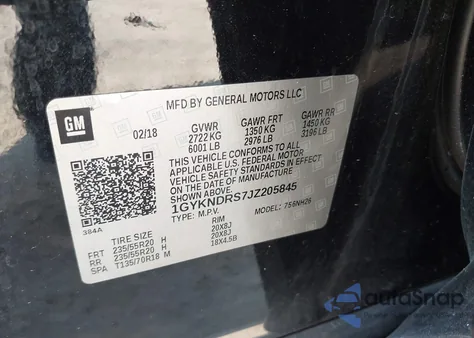 MFD BY GENERAL MOTORS LLC
GM
02/18
GVWR GAWR FRT GAWR RR
2722 KG 1350 KG 1450 KG
6001 LB 2976 LB 3196 LB
THIS VEHICLE CONFORMS TO ALL
APPLICABLE U.S. FEDERAL MOTOR
VEHICLE SAFETY STANDARDS IN EFFECT
ON THE DATE OF MANUFACTURE SHOWN ABOVE.
1GYKNDRS7JZ205845
TYPE: M.P.V. MODEL: 756NH26
384A
TIRE SIZE RIM
FRT 235/55R20 H 20X8J
RR 235/55R20 H 20X8J
SPA T135/70R18 M 18X4.5B
autoSnap